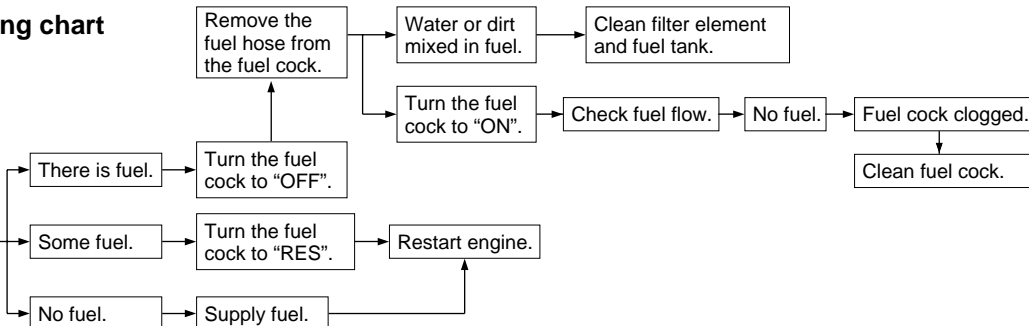 ng chart
Remove the
fuel hose from
the fuel cock.
Water or dirt
mixed in fuel.
Clean filter element
and fuel tank.
Turn the fuel
cock to “ON”.
Check fuel flow.
No fuel.
Fuel cock clogged.
Clean fuel cock.
There is fuel.
Turn the fuel
cock to “OFF”.
Some fuel.
Turn the fuel
cock to “RES”.
Restart engine.
No fuel.
Supply fuel.